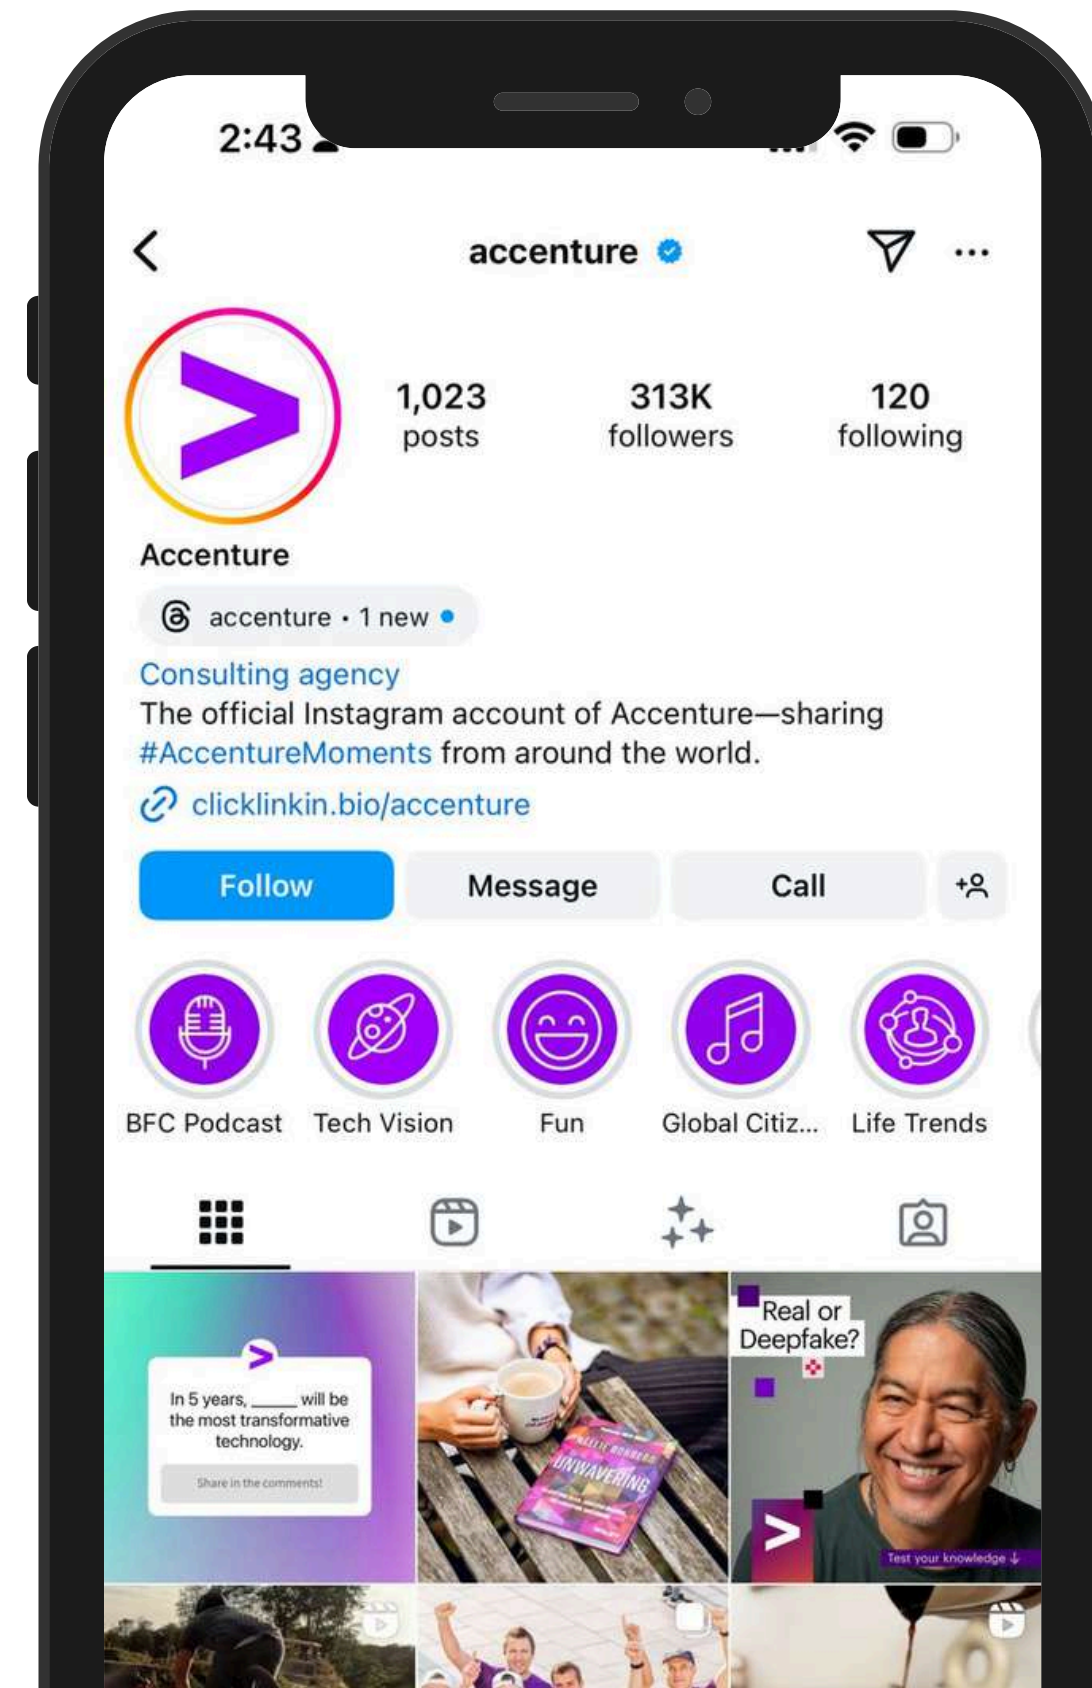 2:43
accenture
1,023
posts
313K
followers
120
following
Accenture
accenture • 1 new
Consulting agency
The official Instagram account of Accenture—sharing
#AccentureMoments from around the world.
clicklinkin.bio/accenture
Follow
Message
Call
BFC Podcast
Tech Vision
Fun
Global Citiz...
Life Trends
In 5 years, _____ will be
the most transformative
technology.
Share in the comments!
UNWAVERING
Real or
Deepfake?
Test your knowledge ↓